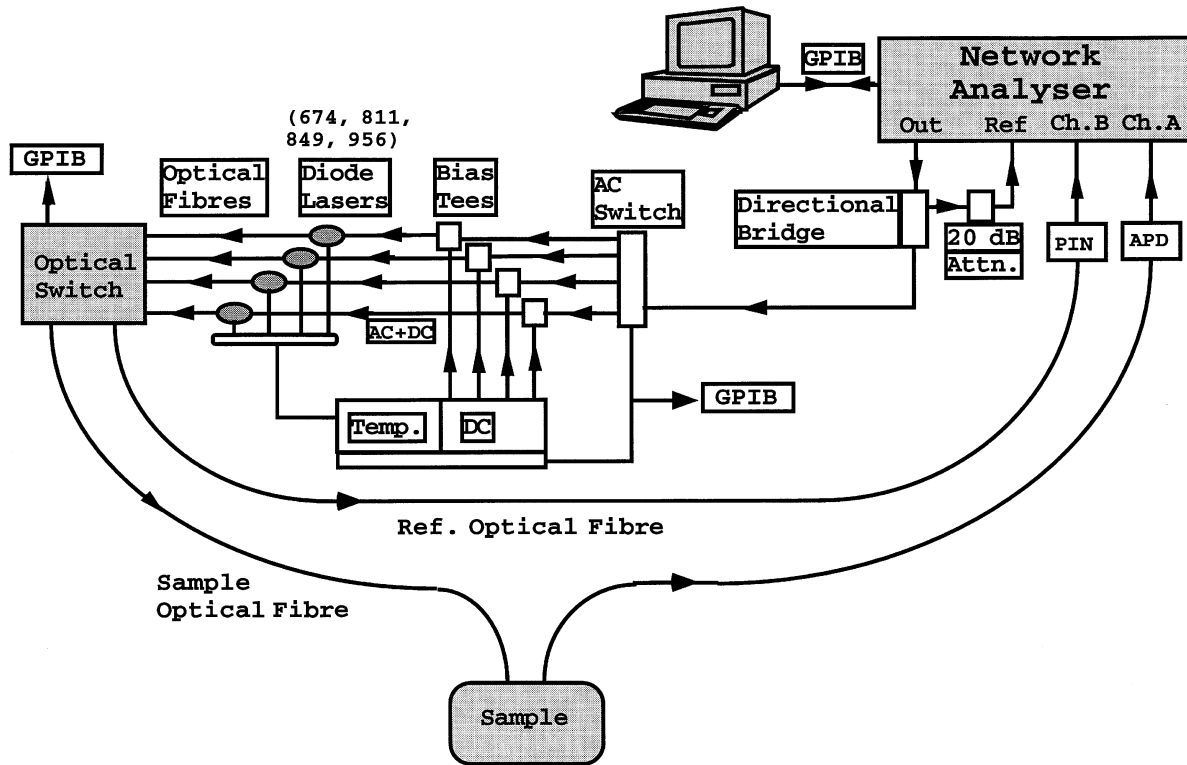 Network
Analyser
Out Ref Ch.B Ch.A
GPIB
(674, 811,
849, 956)
GPIB
Optical
Fibres
Diode
Lasers
Bias
Tees
AC
Switch
Directional
Bridge
20 dB
Attn.
PIN
APD
Optical
Switch
AC+DC
GPIB
Temp.
DC
Ref. Optical Fibre
Sample
Optical Fibre
Sample